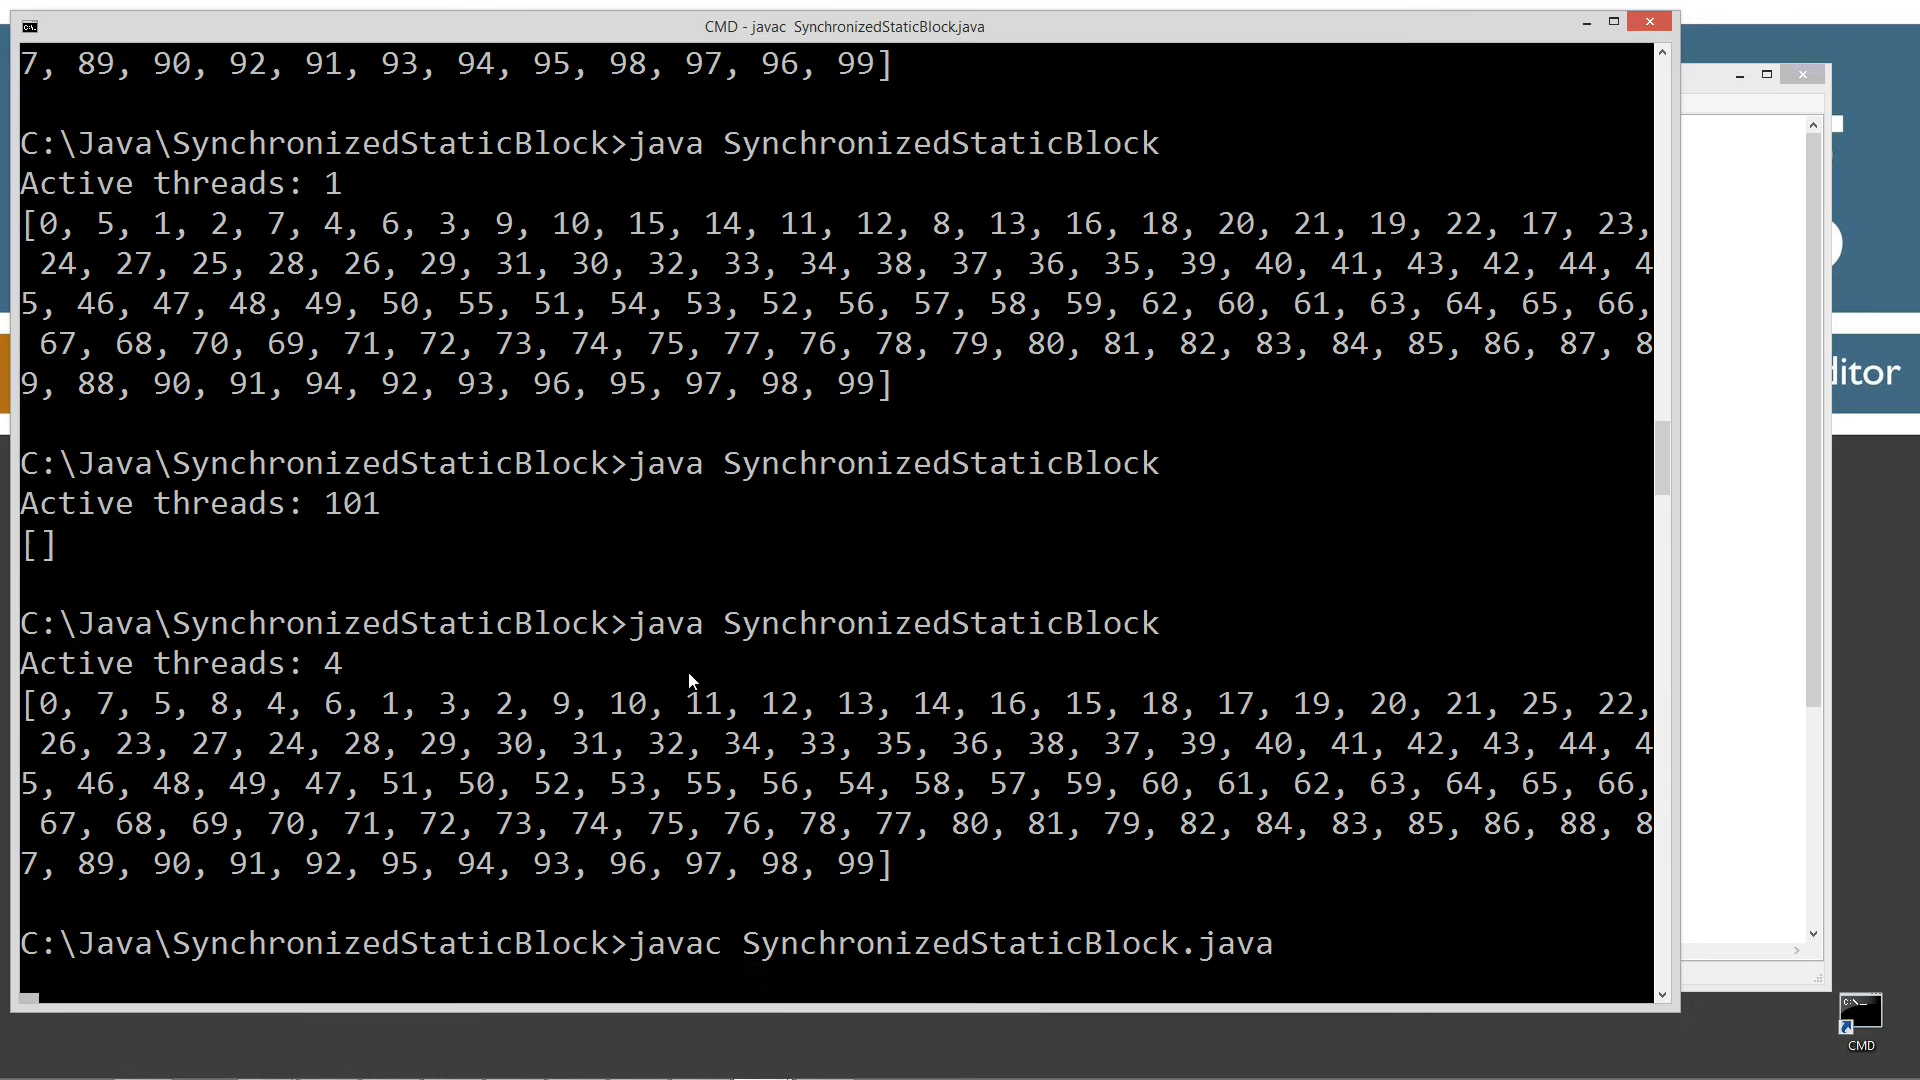 CMD - javac  SynchronizedStaticBlock.java
7, 89, 90, 92, 91, 93, 94, 95, 98, 97, 96, 99]
C:\Java\SynchronizedStaticBlock>java SynchronizedStaticBlock
Active threads: 1
[0, 5, 1, 2, 7, 4, 6, 3, 9, 10, 15, 14, 11, 12, 8, 13, 16, 18, 20, 21, 19, 22, 17, 23,
24, 27, 25, 28, 26, 29, 31, 30, 32, 33, 34, 38, 37, 36, 35, 39, 40, 41, 43, 42, 44, 4
5, 46, 47, 48, 49, 50, 55, 51, 54, 53, 52, 56, 57, 58, 59, 62, 60, 61, 63, 64, 65, 66,
67, 68, 70, 69, 71, 72, 73, 74, 75, 77, 76, 78, 79, 80, 81, 82, 83, 84, 85, 86, 87, 8
9, 88, 90, 91, 94, 92, 93, 96, 95, 97, 98, 99]
C:\Java\SynchronizedStaticBlock>java SynchronizedStaticBlock
Active threads: 101
[]
C:\Java\SynchronizedStaticBlock>java SynchronizedStaticBlock
Active threads: 4
[0, 7, 5, 8, 4, 6, 1, 3, 2, 9, 10, 11, 12, 13, 14, 16, 15, 18, 17, 19, 20, 21, 25, 22,
26, 23, 27, 24, 28, 29, 30, 31, 32, 34, 33, 35, 36, 38, 37, 39, 40, 41, 42, 43, 44, 4
5, 46, 48, 49, 47, 51, 50, 52, 53, 55, 56, 54, 58, 57, 59, 60, 61, 62, 63, 64, 65, 66,
67, 68, 69, 70, 71, 72, 73, 74, 75, 76, 78, 77, 80, 81, 79, 82, 84, 83, 85, 86, 88, 8
7, 89, 90, 91, 92, 95, 94, 93, 96, 97, 98, 99]
C:\Java\SynchronizedStaticBlock>javac SynchronizedStaticBlock.java
ditor
CMD